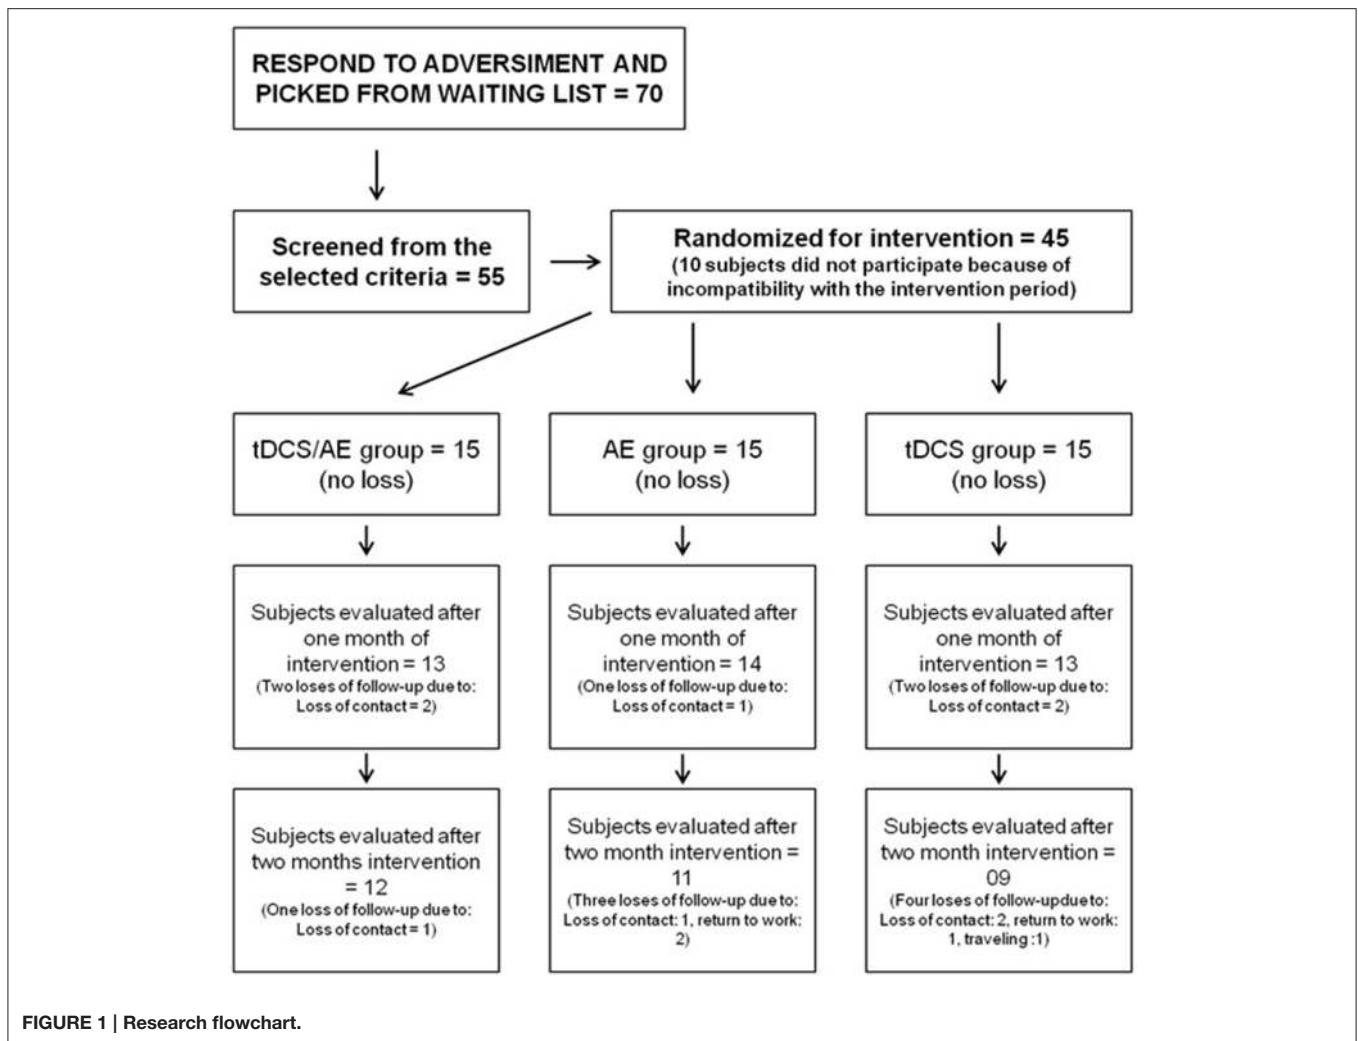 RESPOND TO ADVERSIMENT AND
PICKED FROM WAITING LIST = 70
Screened from the
selected criteria = 55
Randomized for intervention = 45
(10 subjects did not participate because of
incompatibility with the intervention period)
tDCS/AE group = 15
(no loss)
AE group = 15
(no loss)
tDCS group = 15
(no loss)
Subjects evaluated after
one month of
intervention = 13
(Two loses of follow-up due to:
Loss of contact = 2)
Subjects evaluated after
one month of
intervention = 14
(One loss of follow-up due to:
Loss of contact = 1)
Subjects evaluated after
one month of
intervention = 13
(Two loses of follow-up due to:
Loss of contact = 2)
Subjects evaluated after
two months intervention
= 12
(One loss of follow-up due to:
Loss of contact = 1)
Subjects evaluated after
two month intervention =
11
(Three loses of follow-up due to:
Loss of contact: 1, return to work:
2)
Subjects evaluated after
two month intervention =
09
(Four loses of follow-updue to:
Loss of contact: 2, return to work:
1, traveling :1)
FIGURE 1 | Research flowchart.